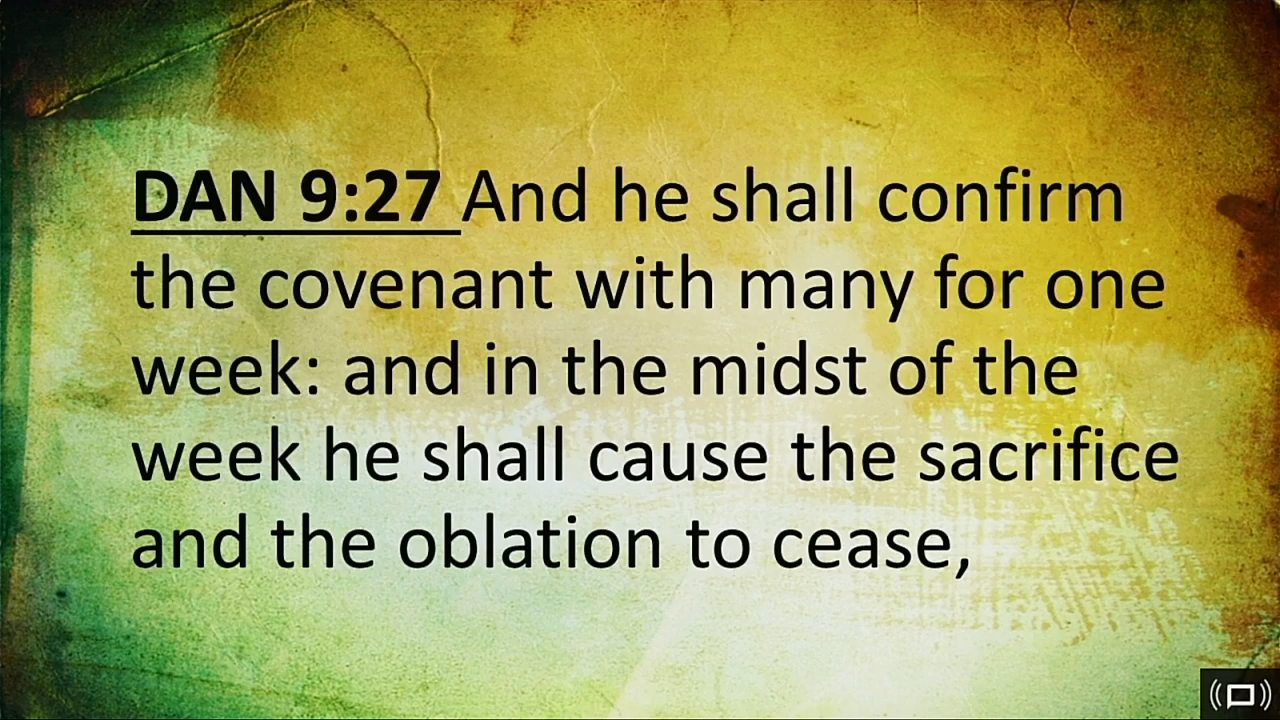 DAN 9:27 And he shall confirm
the covenant with many for one
week: and in the midst of the
week he shall cause the sacrifice
and the oblation to cease,